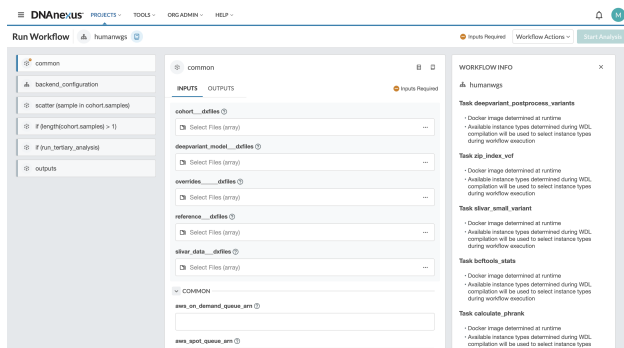 DNAnexus PROJECTS TOOLS ORG ADMIN HELP M
Run Workflow humanwgs Inputs Required Workflow Actions Start Analysis
common
backend_configuration
scatter (sample in cohort.samples)
if (length(cohort.samples) > 1)
if (run_tertiary_analysis)
outputs
common
INPUTS OUTPUTS Inputs Required
cohort___dxfiles
Select Files (array) ...
deepvariant_model___dxfiles
Select Files (array) ...
overrides______dxfiles
Select Files (array) ...
reference___dxfiles
Select Files (array) ...
slivar_data___dxfiles
Select Files (array) ...
COMMON
aws_on_demand_queue_arn
aws_spot_queue_arn
WORKFLOW INFO ×
humanwgs
Task deepvariant_postprocess_variants
• Docker image determined at runtime
• Available instance types determined during WDL
compilation will be used to select instance types
during workflow execution
Task zip_index_vcf
• Docker image determined at runtime
• Available instance types determined during WDL
compilation will be used to select instance types
during workflow execution
Task slivar_small_variant
• Docker image determined at runtime
• Available instance types determined during WDL
compilation will be used to select instance types
during workflow execution
Task bcftools_stats
• Docker image determined at runtime
• Available instance types determined during WDL
compilation will be used to select instance types
during workflow execution
Task calculate_phrank
• Docker image determined at runtime
• Available instance types determined during WDL
compilation will be used to select instance types